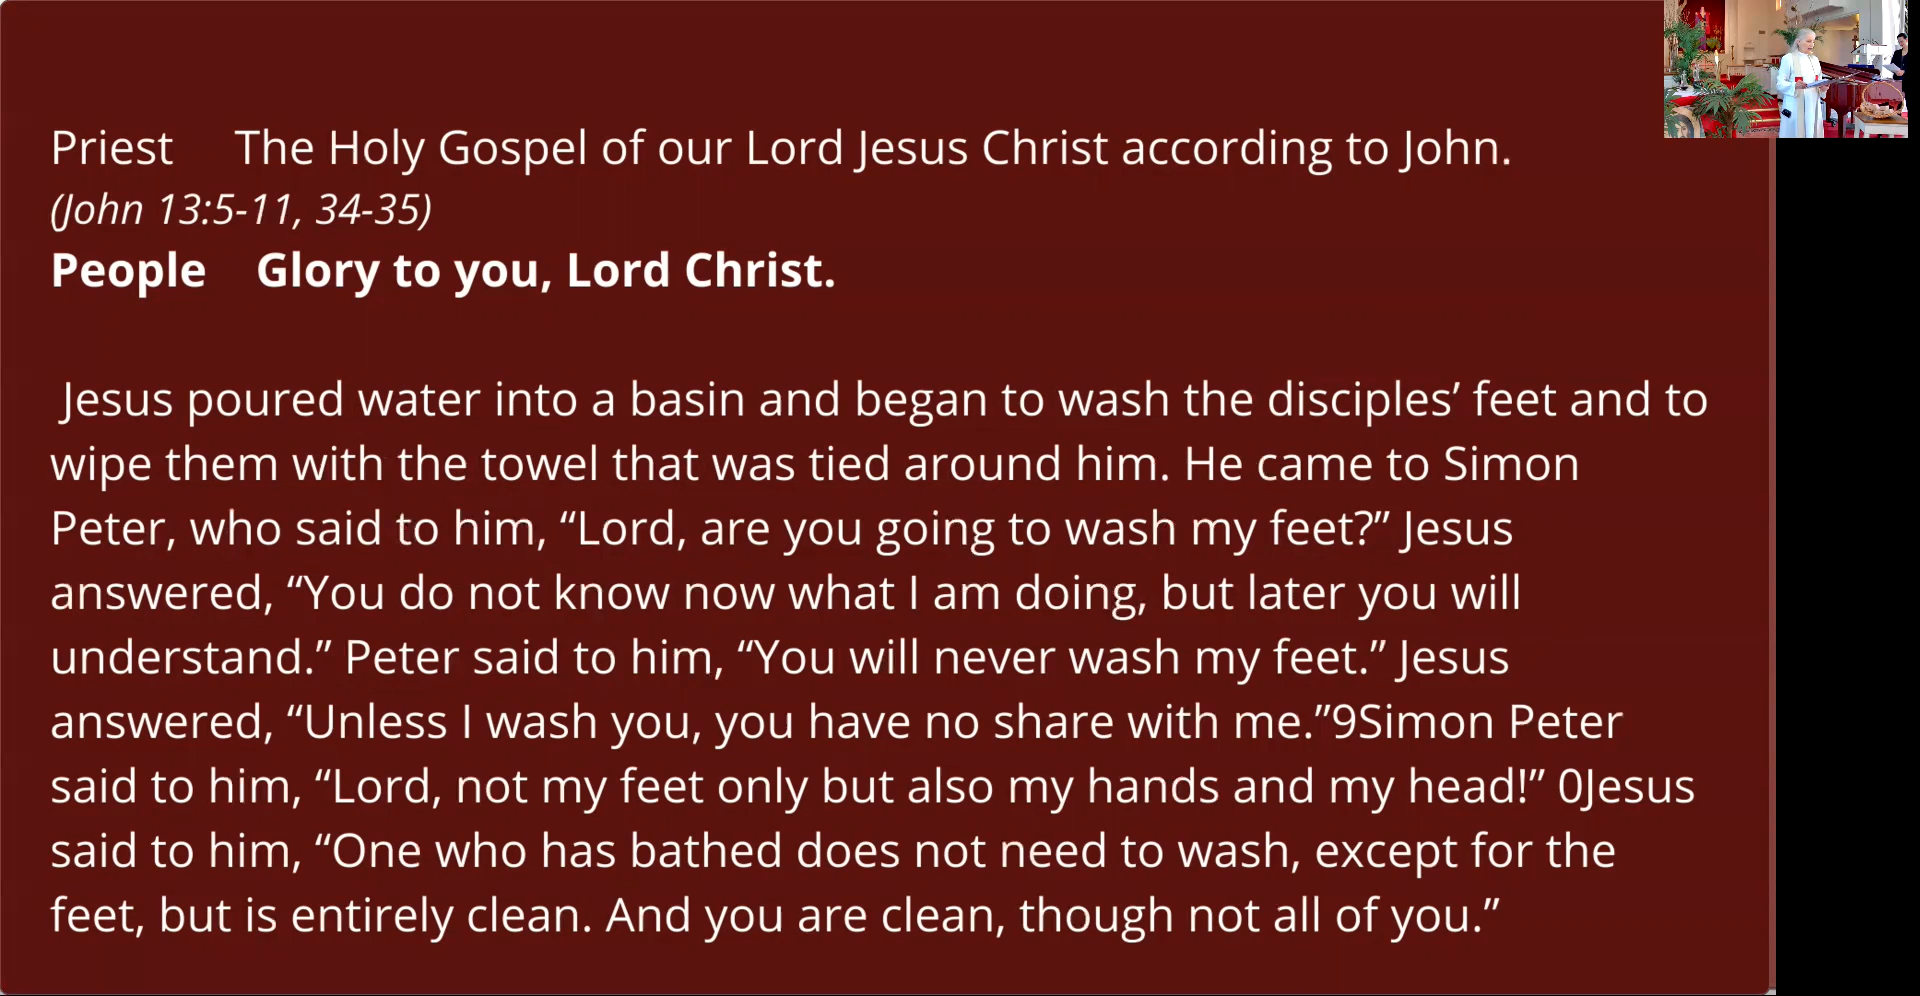 Priest The Holy Gospel of our Lord Jesus Christ according to John.
(John 13:5-11, 34-35)
People Glory to you, Lord Christ.
Jesus poured water into a basin and began to wash the disciples’ feet and to
wipe them with the towel that was tied around him. He came to Simon
Peter, who said to him, “Lord, are you going to wash my feet?” Jesus
answered, “You do not know now what I am doing, but later you will
understand.” Peter said to him, “You will never wash my feet.” Jesus
answered, “Unless I wash you, you have no share with me.”9Simon Peter
said to him, “Lord, not my feet only but also my hands and my head!” 0Jesus
said to him, “One who has bathed does not need to wash, except for the
feet, but is entirely clean. And you are clean, though not all of you.”